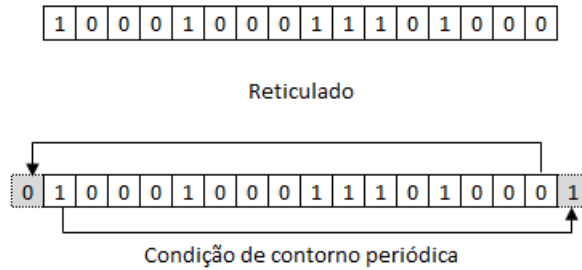 1 0 0 0 1 0 0 0 1 1 1 0 1 0 0 0
Reticulado
0 1 0 0 0 1 0 0 0 1 1 1 0 1 0 0 0 1
Condição de contorno periódica